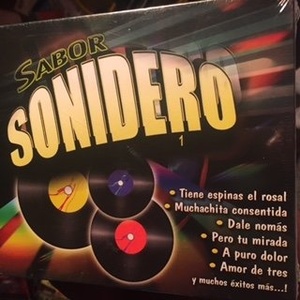 SABOR
SONIDERO
1
• Tiene espinas el rosal
• Muchachita consentida
• Dale nomás
• Pero tu mirada
• A puro dolor
• Amor de tres
y muchos éxitos más...!